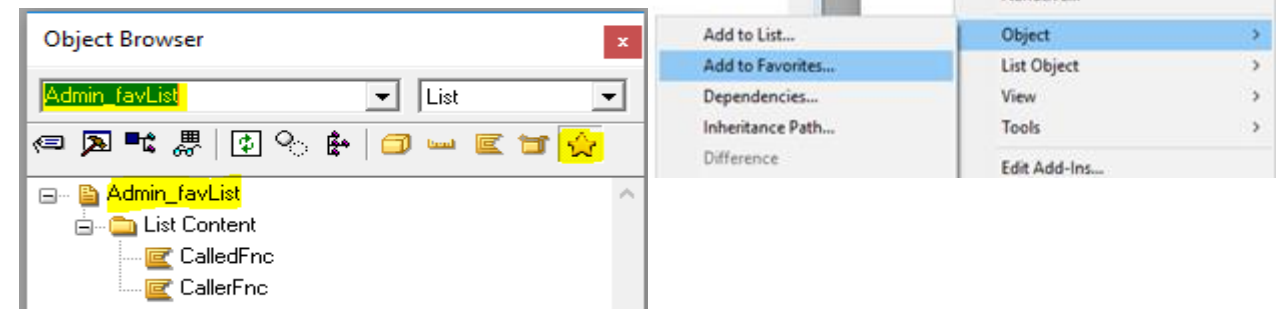 Object Browser
x
Admin_favList
List
Admin_favList
List Content
CalledFnc
CallerFnc
Add to List...
Add to Favorites...
Dependencies...
Inheritance Path...
Difference
Object
List Object
View
Tools
Edit Add-Ins...